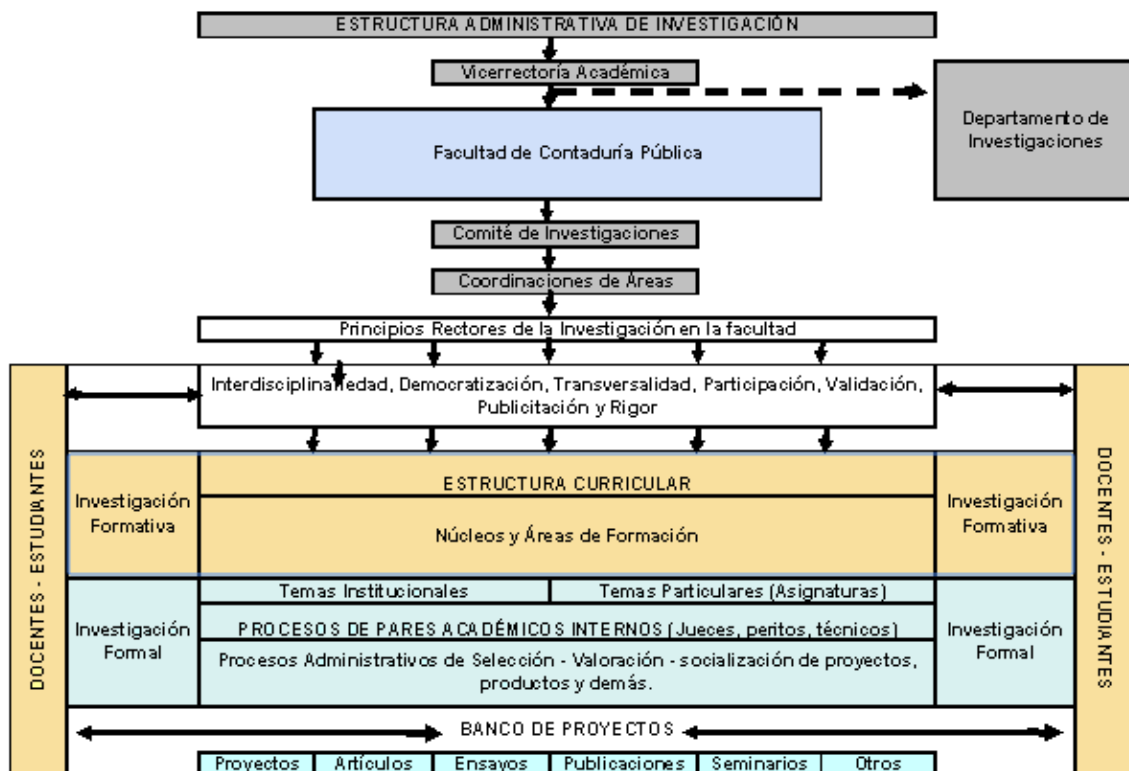 ESTRUCTURA ADMINISTRATIVA DE INVESTIGACIÓN
Vicerrectoría Académica
Departamento de
Investigaciones
Facultad de Contaduría Pública
Comité de Investigaciones
Coordinaciones de Áreas
Principios Rectores de la Investigación en la facultad
Interdisciplinariedad, Democratización, Transversalidad, Participación, Validación,
Publicitación y Rigor
DOCENTES - ESTUDIANTES
DOCENTES - ESTUDIANTES
Investigación
Formativa
ESTRUCTURA CURRICULAR
Núcleos y Áreas de Formación
Investigación
Formativa
Investigación
Formal
Temas Institucionales
Temas Particulares (Asignaturas)
PROCESOS DE PARES ACADÉMICOS INTERNOS (Jueces, peritos, técnicos)
Procesos Administrativos de Selección - Valoración - socialización de proyectos,
productos y demás.
Investigación
Formal
BANCO DE PROYECTOS
Proyectos
Artículos
Ensayos
Publicaciones
Seminarios
Otros